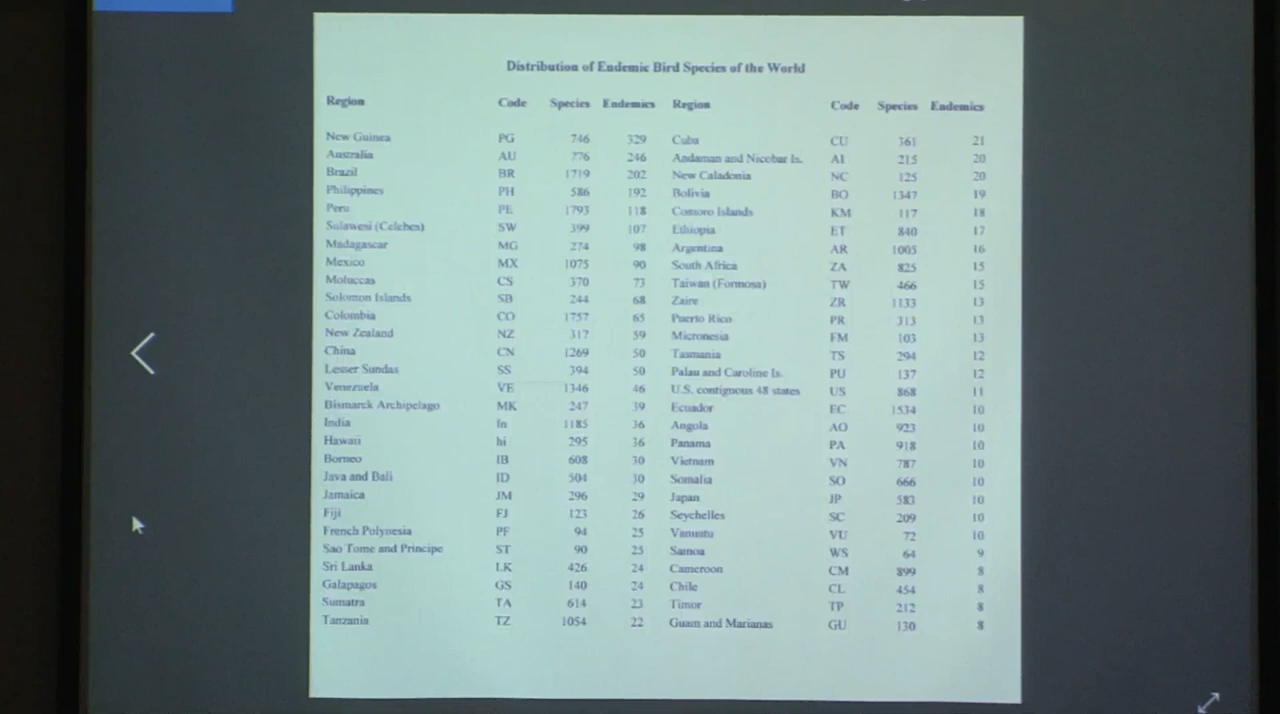 Distribution of Endemic Bird Species of the World
Region Code Species Endemics Region Code Species Endemics
New Guinea PG 746 329 Cuba CU 361 21
Australia AU 776 246 Andaman and Nicobar Is. AI 215 20
Brazil BR 1719 202 New Caladonia NC 125 20
Philippines PH 586 192 Bolivia BO 1347 19
Peru PE 1793 118 Comoro Islands KM 117 18
Sulawesi (Celebes) SW 399 107 Ethiopia ET 840 17
Madagascar MG 274 98 Argentina AR 1005 16
Mexico MX 1075 90 South Africa ZA 825 15
Moluccas CS 370 73 Taiwan (Formosa) TW 466 15
Solomon Islands SB 244 68 Zaire ZR 1133 13
Colombia CO 1757 65 Puerto Rico PR 313 13
New Zealand NZ 317 59 Micronesia FM 103 13
China CN 1269 50 Tasmania TS 294 12
Lesser Sundas SS 394 50 Palau and Caroline Is. PU 137 12
Venezuela VE 1346 46 U.S. contiguous 48 states US 868 11
Bismarck Archipelago MK 247 39 Ecuador EC 1534 10
India In 1185 36 Angola AO 923 10
Hawaii hi 295 36 Panama PA 918 10
Borneo IB 608 30 Vietnam VN 787 10
Java and Bali ID 504 30 Somalia SO 666 10
Jamaica JM 296 29 Japan JP 583 10
Fiji FJ 123 26 Seychelles SC 209 10
French Polynesia PF 94 25 Vanuatu VU 72 10
Sao Tome and Principe ST 90 25 Samoa WS 64 9
Sri Lanka LK 426 24 Cameroon CM 899 8
Galapagos GS 140 24 Chile CL 454 8
Sumatra TA 614 23 Timor TP 212 8
Tanzania TZ 1054 22 Guam and Marianas GU 130 8